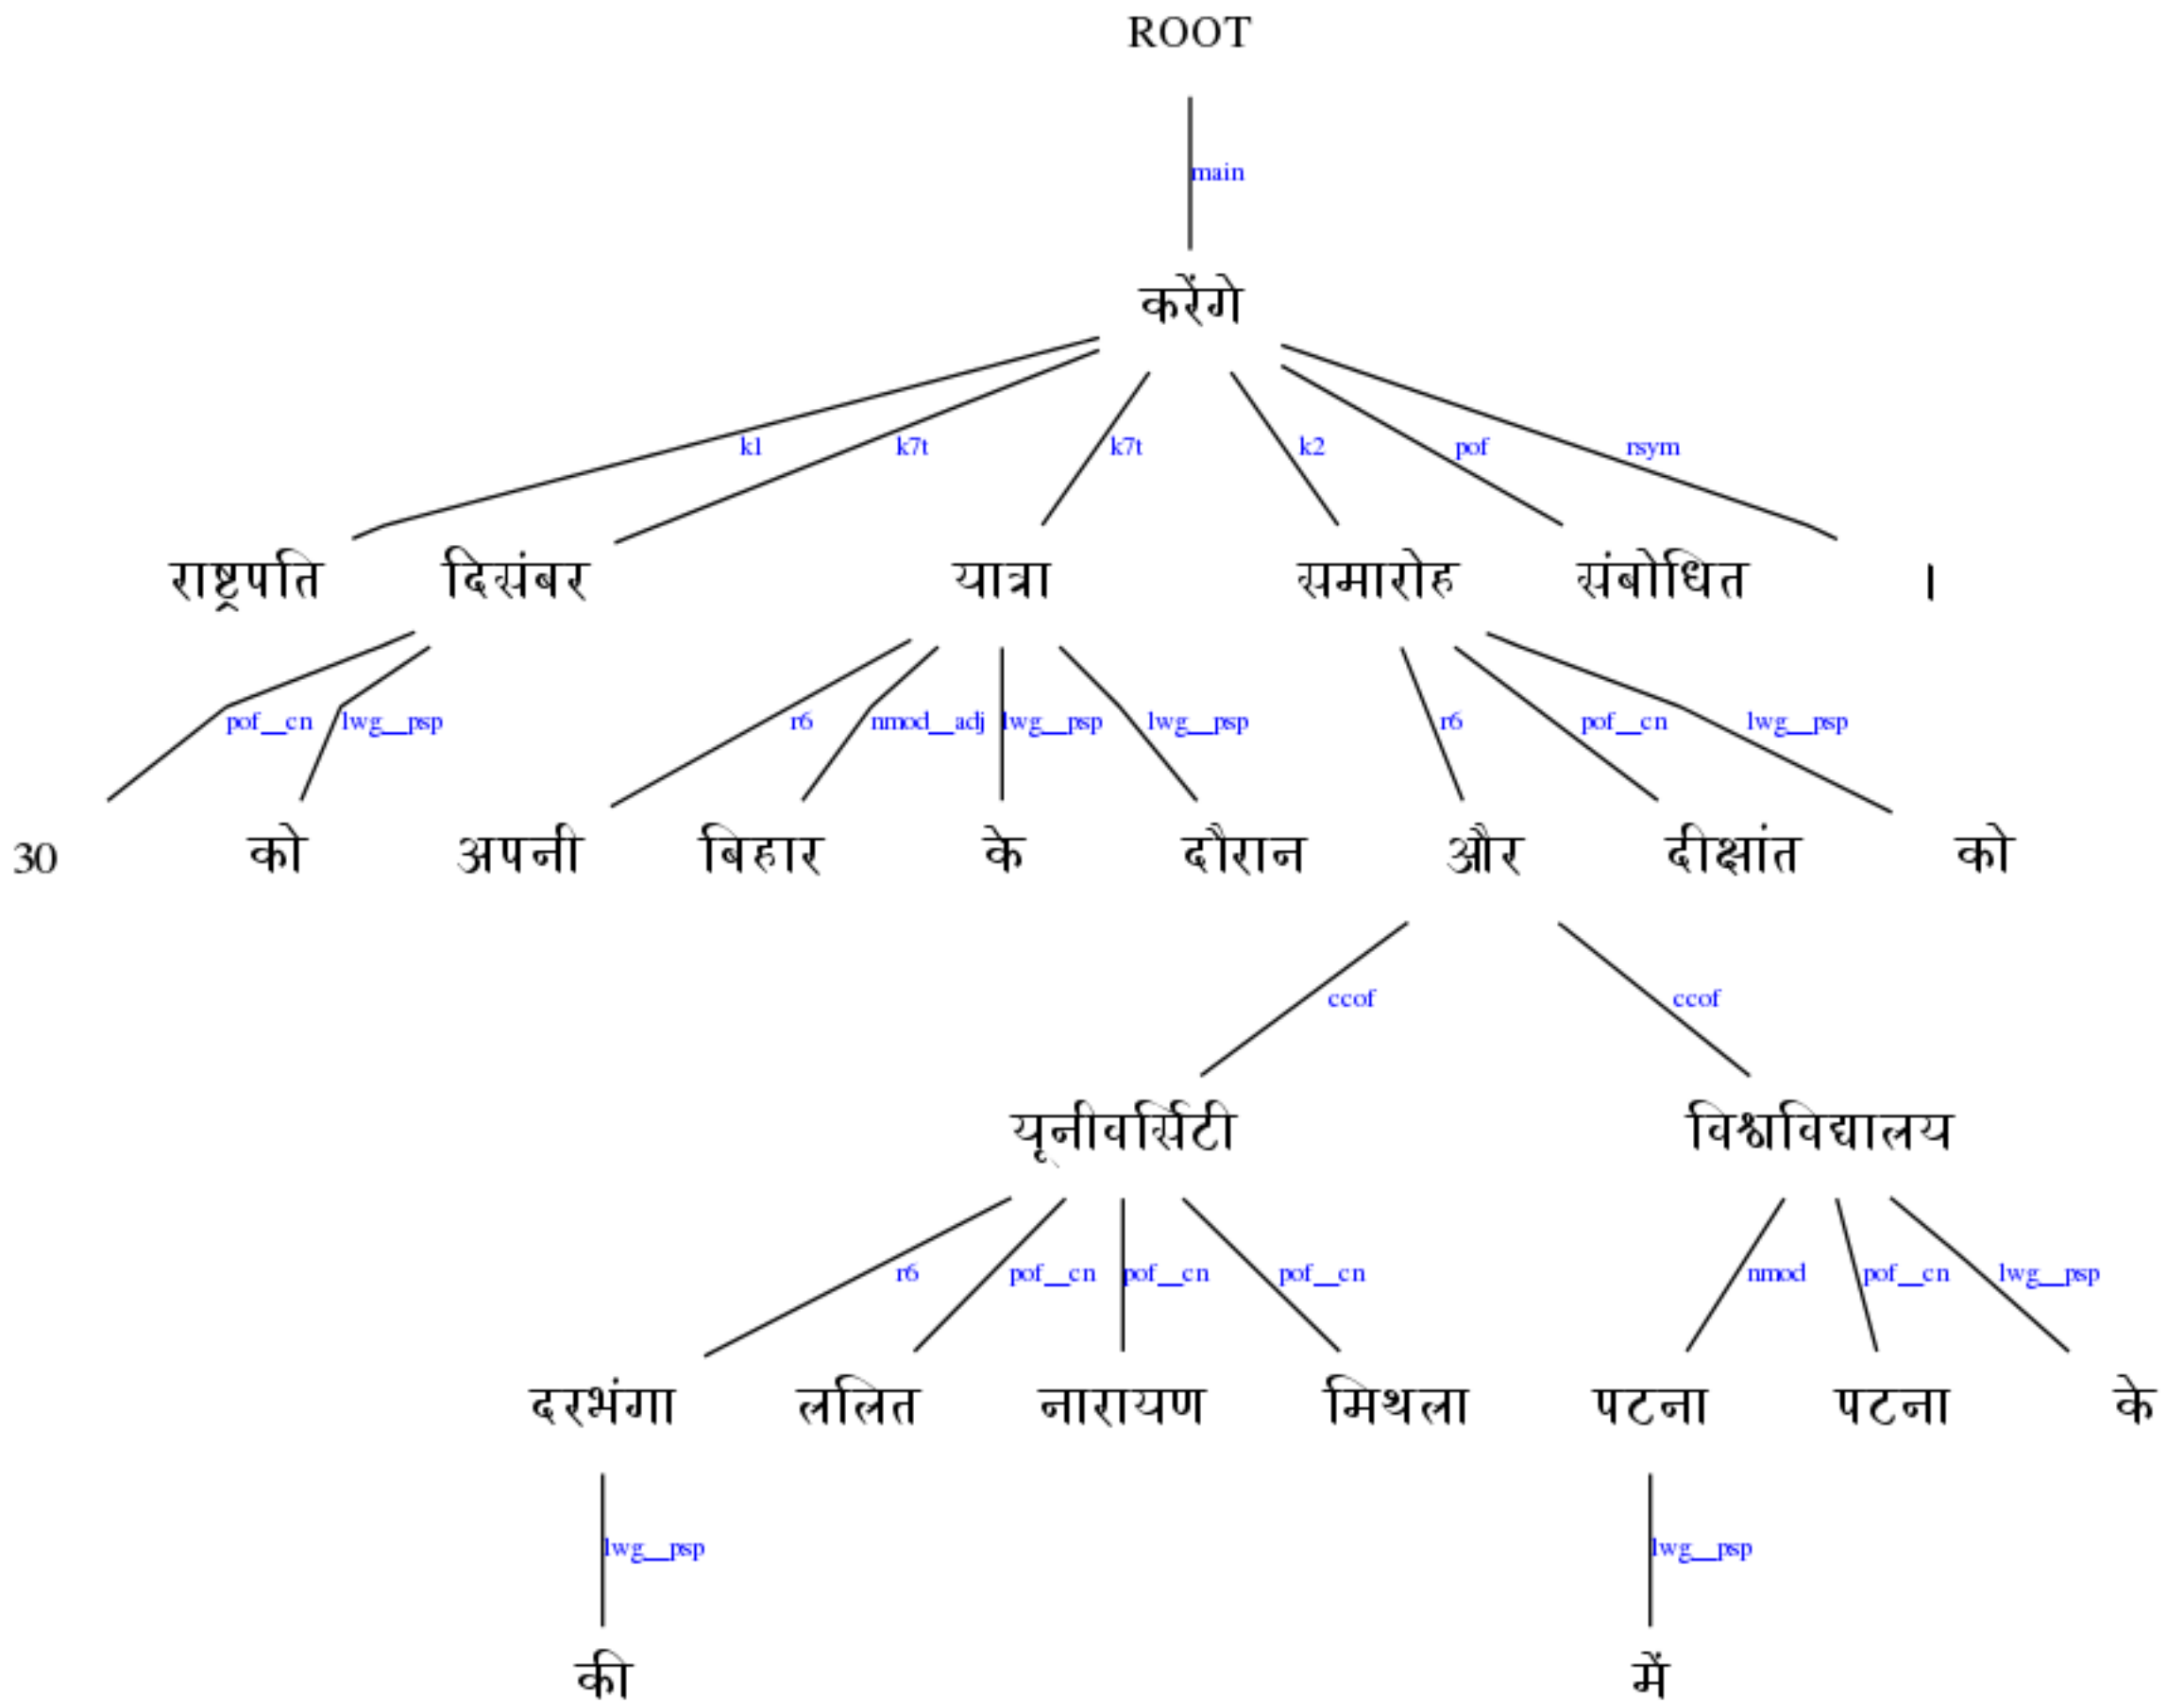 ROOT
main
करेंगे
k1 k7t k7t k2 pof rsym
राष्ट्रपति दिसंबर यात्रा समारोह संबोधित ।
pof__cn lwg__psp r6 nmod__adj lwg__psp lwg__psp r6 pof__cn lwg__psp
30 को अपनी बिहार के दौरान और दीक्षांत को
ccof ccof
यूनीवर्सिटी विश्वविद्यालय
r6 pof__cn pof__cn pof__cn nmod pof__cn lwg__psp
दरभंगा ललित नारायण मिथला पटना पटना के
lwg__psp lwg__psp
की में